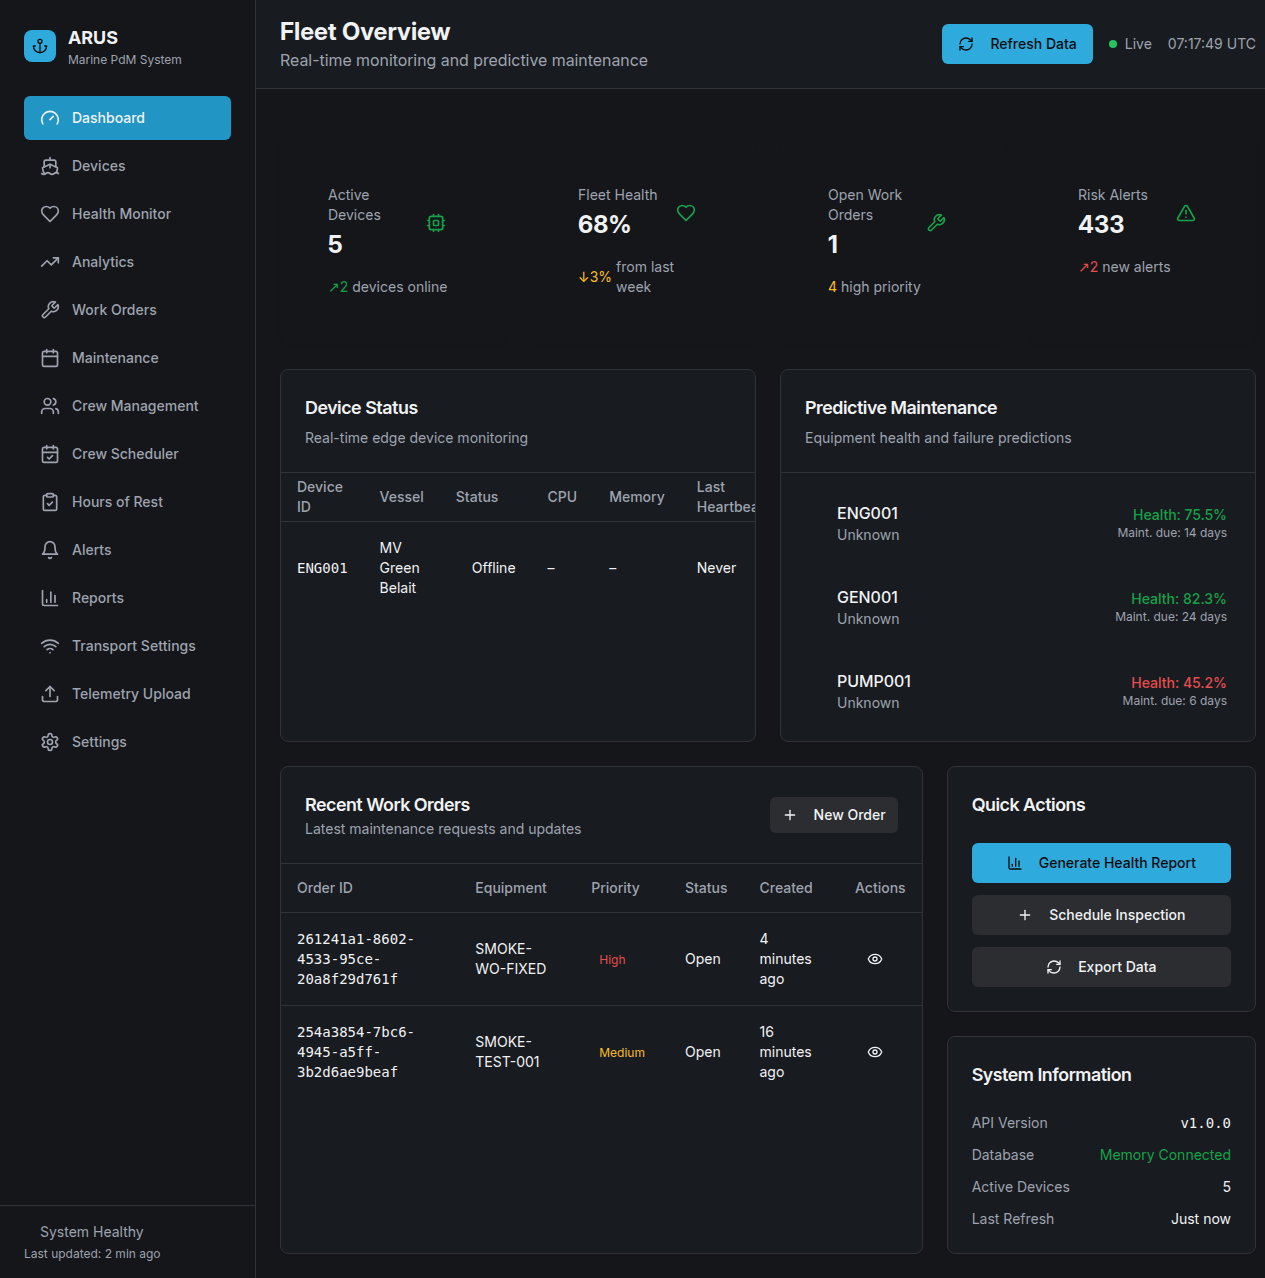 ARUS
Marine PdM System
Dashboard
Devices
Health Monitor
Analytics
Work Orders
Maintenance
Crew Management
Crew Scheduler
Hours of Rest
Alerts
Reports
Transport Settings
Telemetry Upload
Settings
System Healthy
Last updated: 2 min ago
Fleet Overview
Real-time monitoring and predictive maintenance
Refresh Data
Live
07:17:49 UTC
Active
Devices
5
↗2 devices online
Fleet Health
68%
↓3% from last
week
Open Work
Orders
1
4 high priority
Risk Alerts
433
↗2 new alerts
Device Status
Real-time edge device monitoring
Device
ID
Vessel
Status
CPU
Memory
Last
Heartbea
ENG001
MV
Green
Belait
Offline
–
–
Never
Predictive Maintenance
Equipment health and failure predictions
ENG001
Unknown
Health: 75.5%
Maint. due: 14 days
GEN001
Unknown
Health: 82.3%
Maint. due: 24 days
PUMP001
Unknown
Health: 45.2%
Maint. due: 6 days
Recent Work Orders
Latest maintenance requests and updates
New Order
Order ID
Equipment
Priority
Status
Created
Actions
261241a1-8602-
4533-95ce-
20a8f29d761f
SMOKE-
WO-FIXED
High
Open
4
minutes
ago
254a3854-7bc6-
4945-a5ff-
3b2d6ae9beaf
SMOKE-
TEST-001
Medium
Open
16
minutes
ago
Quick Actions
Generate Health Report
Schedule Inspection
Export Data
System Information
API Version v1.0.0
Database Memory Connected
Active Devices 5
Last Refresh Just now